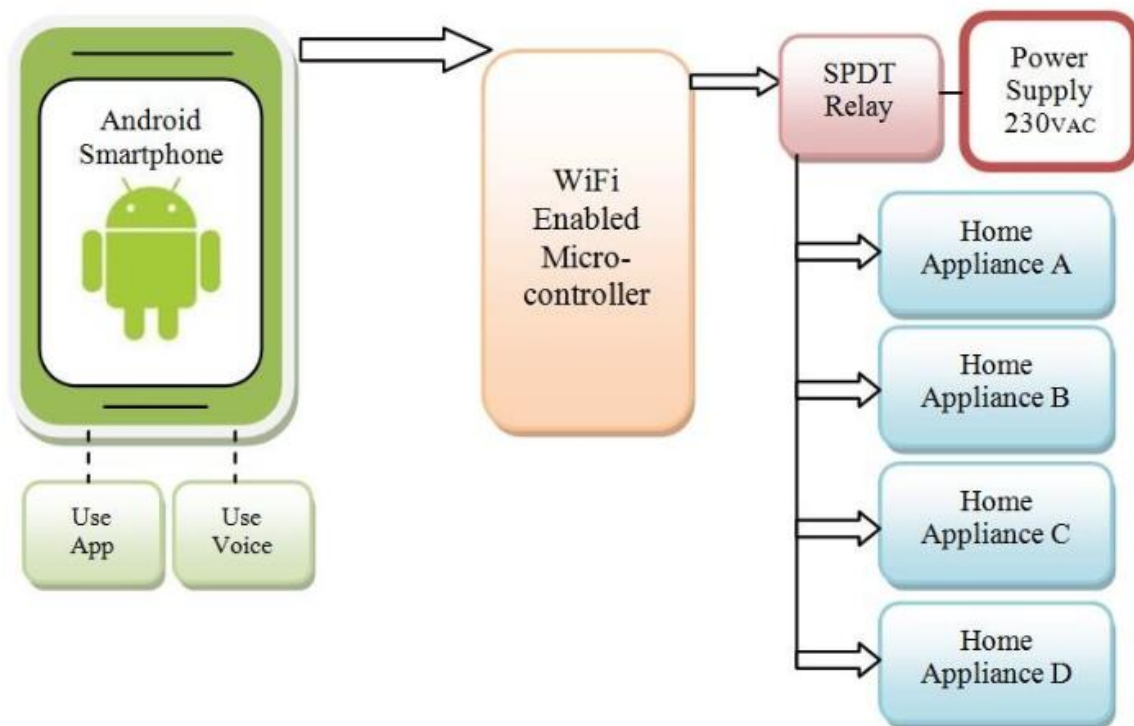 Android
Smartphone
Use
App
Use
Voice
WiFi
Enabled
Micro-
controller
SPDT
Relay
Power
Supply
230VAC
Home
Appliance A
Home
Appliance B
Home
Appliance C
Home
Appliance D